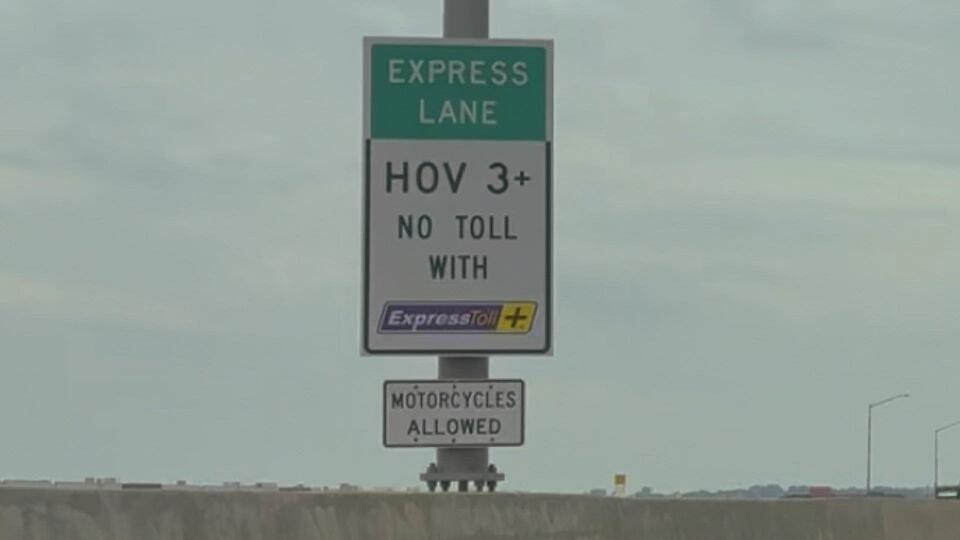 EXPRESS
LANE
HOV 3+
NO TOLL
WITH
ExpressToll +
MOTORCYCLES
ALLOWED